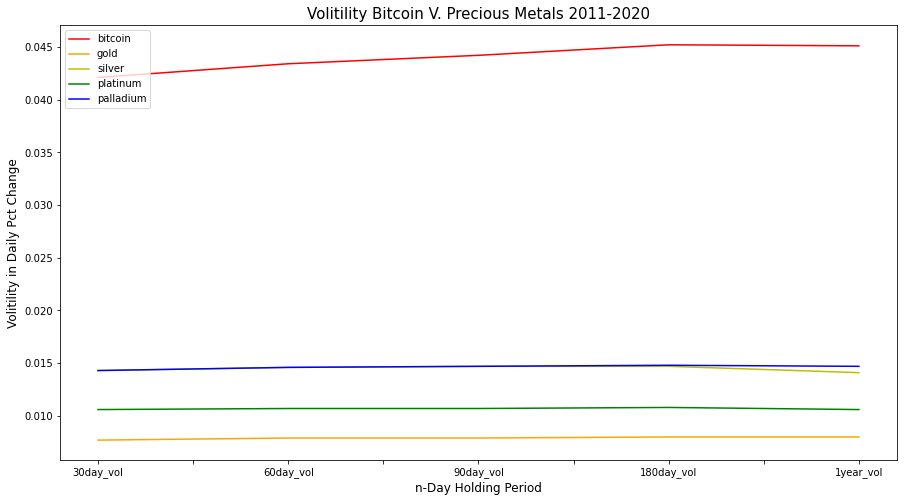 Volitility Bitcoin V. Precious Metals 2011-2020
bitcoin
gold
silver
platinum
palladium
Volitility in Daily Pct Change
0.045
0.040
0.035
0.030
0.025
0.020
0.015
0.010
30day_vol
60day_vol
90day_vol
180day_vol
1year_vol
n-Day Holding Period